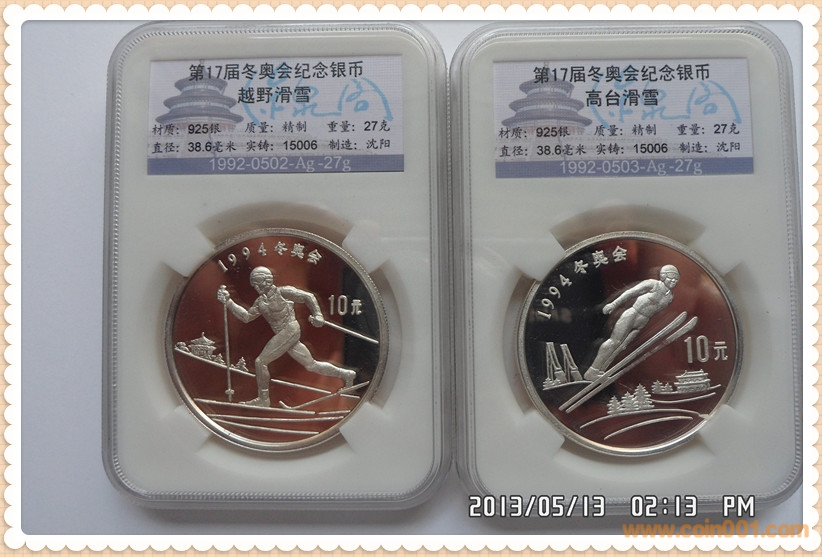 第17届冬奥会纪念银币
越野滑雪
材质: 925银 质量: 精制 重量: 27克
直径: 38.6毫米 实铸: 15006 制造: 沈阳
1992-0502-Ag-27g
1994冬奥会
10元
第17届冬奥会纪念银币
高台滑雪
材质: 925银 质量: 精制 重量: 27克
直径: 38.6毫米 实铸: 15006 制造: 沈阳
1992-0503-Ag-27g
1994冬奥会
10元
2013/05/13 02:13 PM
www.coin001.com